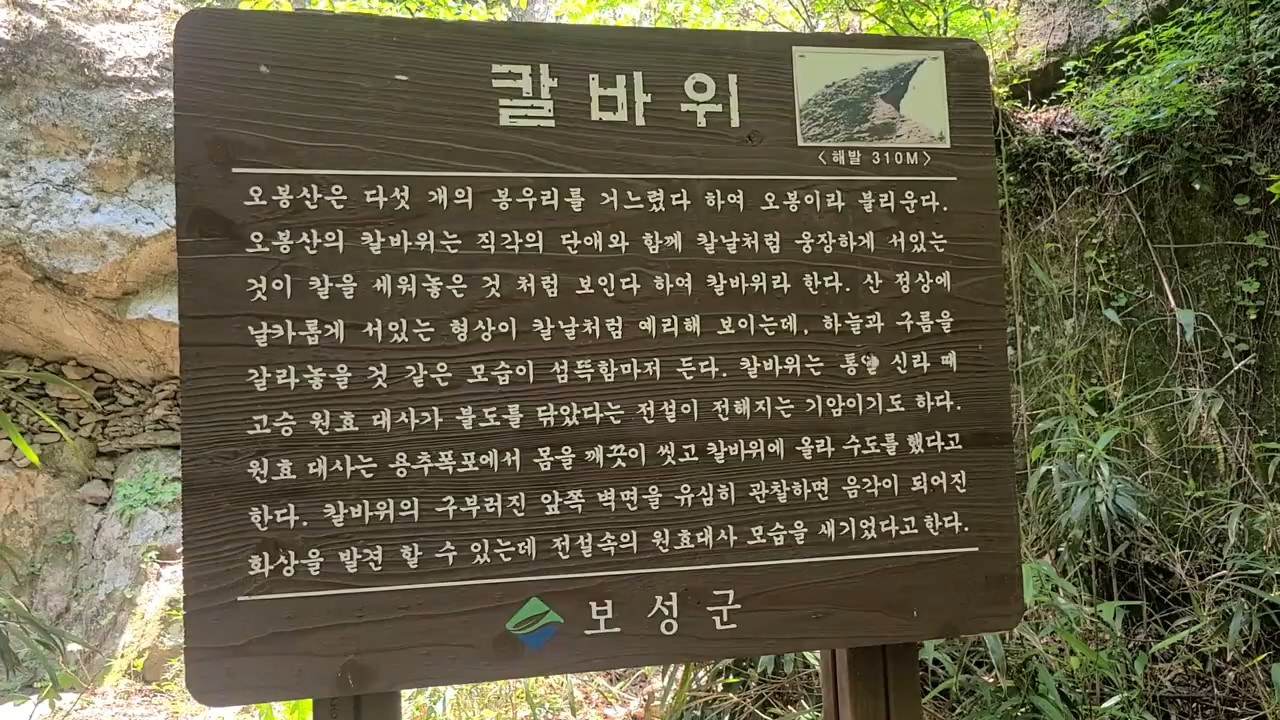 칼바위
<해발 310M>
오봉산은 다섯 개의 봉우리를 거느렸다 하여 오봉이라 불리운다.
오봉산의 칼바위는 직각의 단애와 함께 칼날처럼 웅장하게 서있는
것이 칼을 세워놓은 것 처럼 보인다 하여 칼바위라 한다. 산 정상에
날카롭게 서있는 형상이 칼날처럼 예리해 보이는데, 하늘과 구름을
갈라놓을 것 같은 모습이 섬뜩함마저 든다. 칼바위는 통일 신라 때
고승 원효 대사가 불도를 닦았다는 전설이 전해지는 기암이기도 하다.
원효 대사는 용추폭포에서 몸을 깨끗이 씻고 칼바위에 올라 수도를 했다고
한다. 칼바위의 구부러진 앞쪽 벽면을 유심히 관찰하면 음각이 되어진
화상을 발견 할 수 있는데 전설속의 원효대사 모습을 새기었다고 한다.
보성군